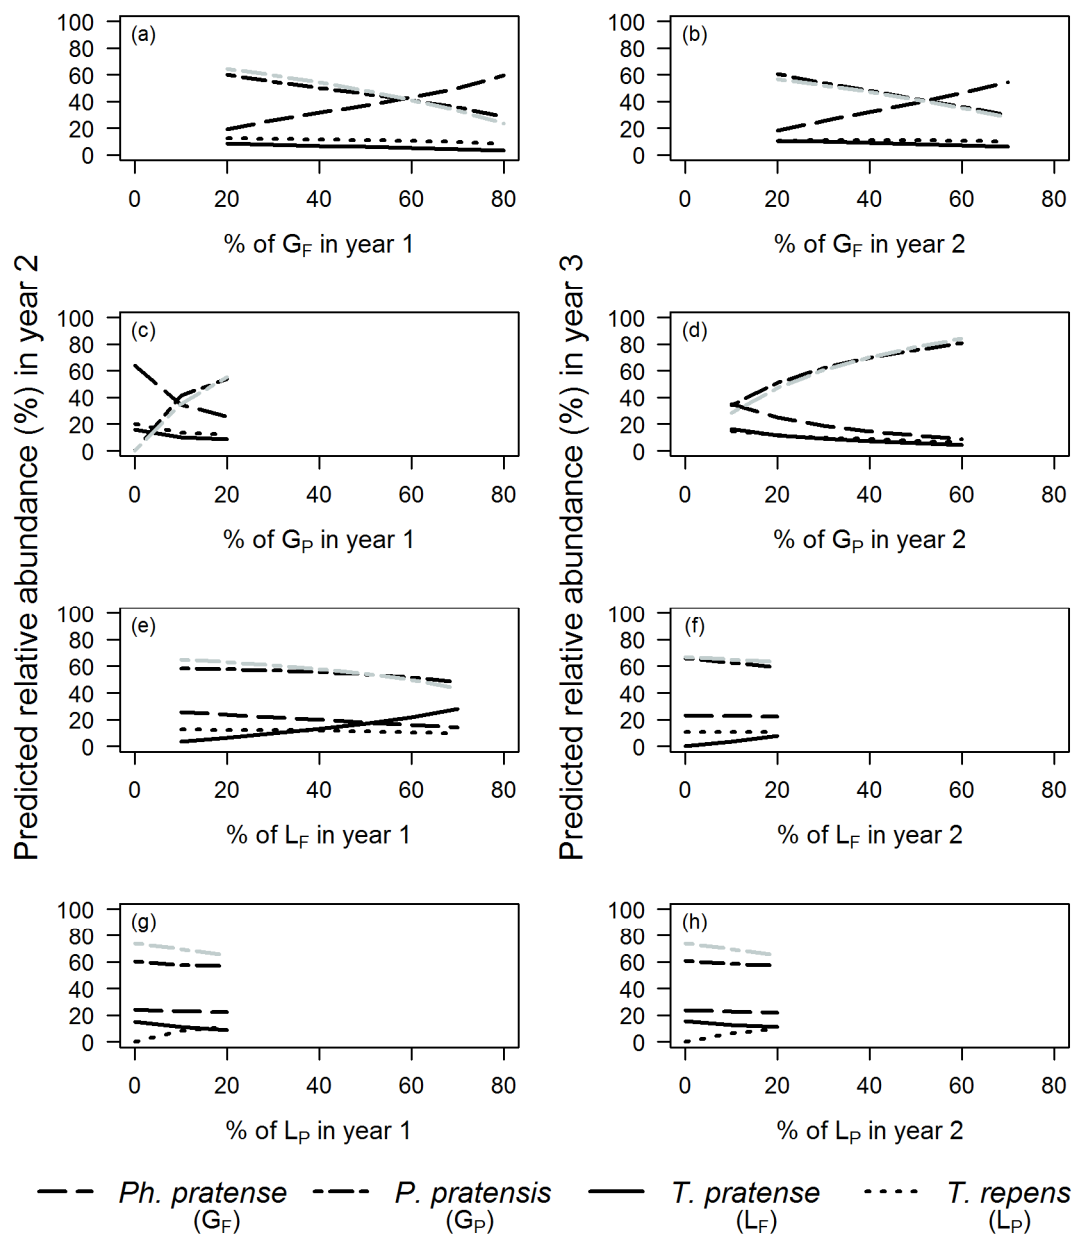 Predicted relative abundance (%) in year 2
Predicted relative abundance (%) in year 3
(a)
100
80
60
40
20
0
0 20 40 60 80
% of GF in year 1
(b)
100
80
60
40
20
0
0 20 40 60 80
% of GF in year 2
(c)
100
80
60
40
20
0
0 20 40 60 80
% of GP in year 1
(d)
100
80
60
40
20
0
0 20 40 60 80
% of GP in year 2
(e)
100
80
60
40
20
0
0 20 40 60 80
% of LF in year 1
(f)
100
80
60
40
20
0
0 20 40 60 80
% of LF in year 2
(g)
100
80
60
40
20
0
0 20 40 60 80
% of LP in year 1
(h)
100
80
60
40
20
0
0 20 40 60 80
% of LP in year 2
Ph. pratense P. pratensis T. pratense T. repens
(GF) (GP) (LF) (LP)